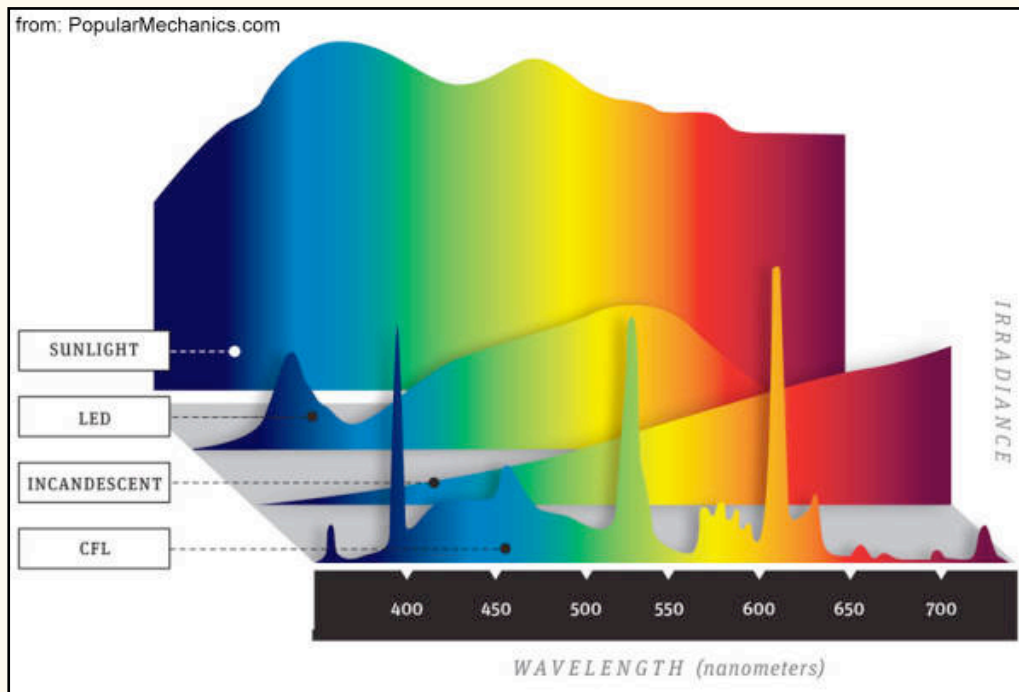 from: PopularMechanics.com
SUNLIGHT
LED
INCANDESCENT
CFL
IRRADIANCE
400 450 500 550 600 650 700
WAVELENGTH (nanometers)